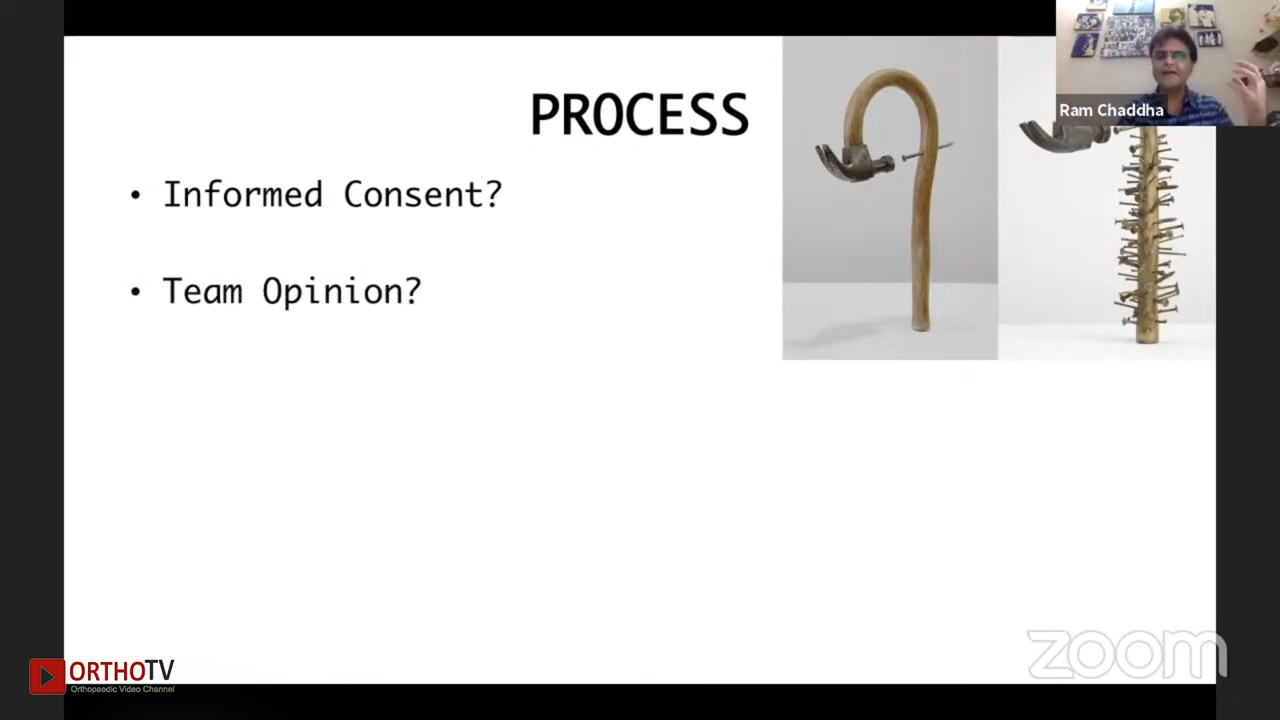 Ram Chaddha
PROCESS
• Informed Consent?
• Team Opinion?
ORTHOTV
Orthopaedic Video Channel
zoom